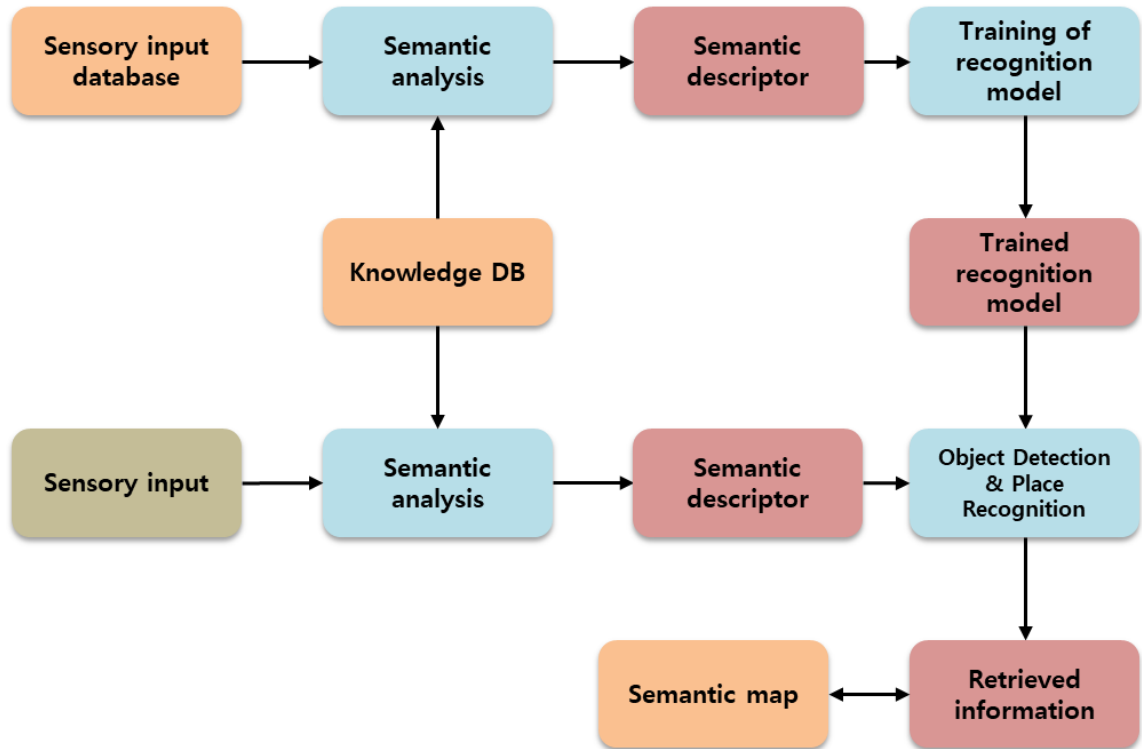 Sensory input
database
Semantic
analysis
Semantic
descriptor
Training of
recognition
model
Knowledge DB
Trained
recognition
model
Sensory input
Semantic
analysis
Semantic
descriptor
Object Detection
& Place
Recognition
Semantic map
Retrieved
information